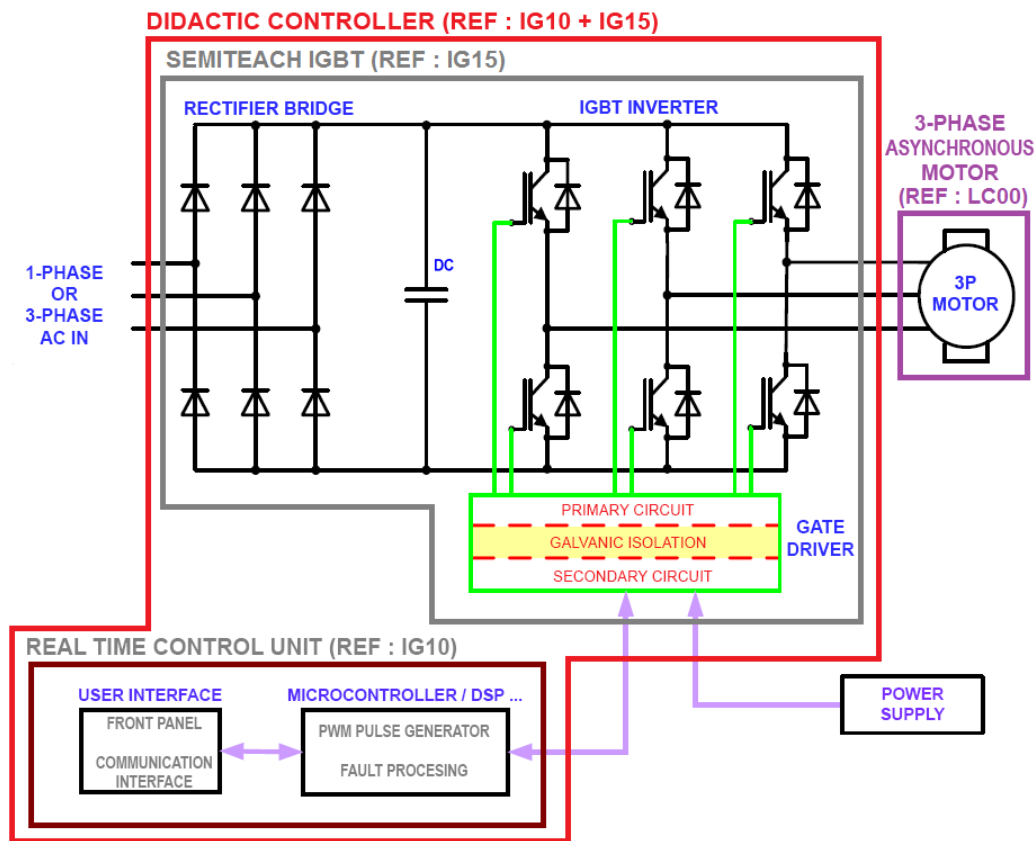 DIDACTIC CONTROLLER (REF : IG10 + IG15)
SEMITEACH IGBT (REF : IG15)
RECTIFIER BRIDGE
IGBT INVERTER
3-PHASE
ASYNCHRONOUS
MOTOR
(REF : LC00)
1-PHASE
OR
3-PHASE
AC IN
DC
3P
MOTOR
PRIMARY CIRCUIT
GALVANIC ISOLATION
SECONDARY CIRCUIT
GATE
DRIVER
REAL TIME CONTROL UNIT (REF : IG10)
USER INTERFACE
FRONT PANEL
COMMUNICATION
INTERFACE
MICROCONTROLLER / DSP ...
PWM PULSE GENERATOR
FAULT PROCESING
POWER
SUPPLY